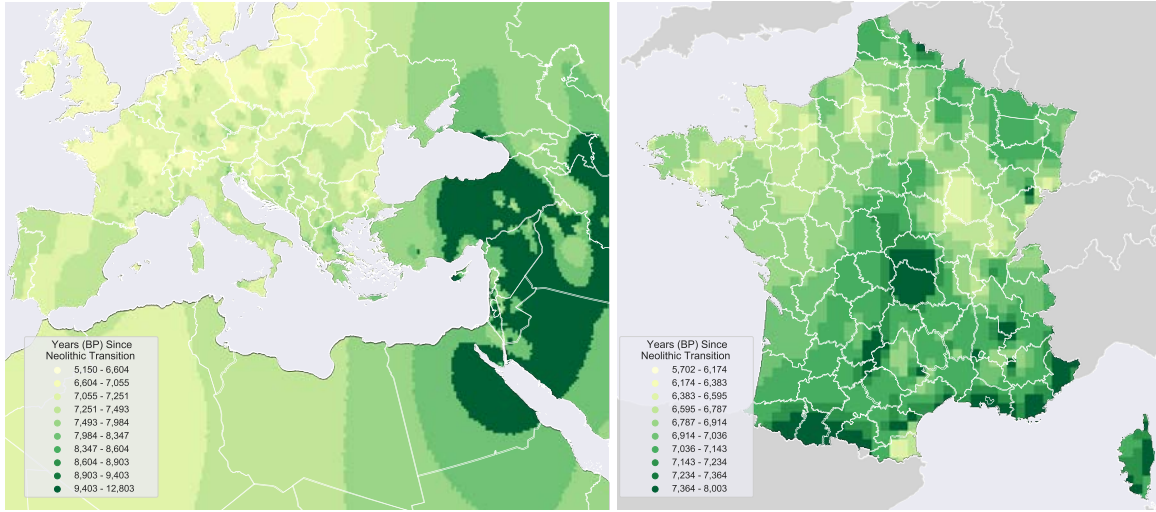 Years (BP) Since
Neolithic Transition
5,150 - 6,604
6,604 - 7,055
7,055 - 7,251
7,251 - 7,493
7,493 - 7,984
7,984 - 8,347
8,347 - 8,604
8,604 - 8,903
8,903 - 9,403
9,403 - 12,803
Years (BP) Since
Neolithic Transition
5,702 - 6,174
6,174 - 6,383
6,383 - 6,595
6,595 - 6,787
6,787 - 6,914
6,914 - 7,036
7,036 - 7,143
7,143 - 7,234
7,234 - 7,364
7,364 - 8,003